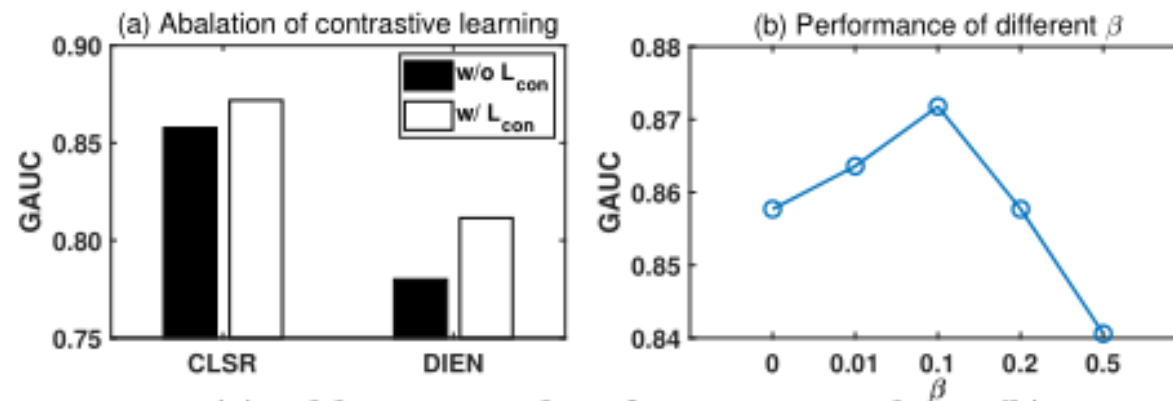 (a) Abalation of contrastive learning
0.90
0.85
0.80
0.75
GAUC
w/o L_con
w/ L_con
CLSR DIEN
(b) Performance of different β
0.88
0.87
0.86
0.85
0.84
GAUC
0 0.01 0.1 0.2 0.5
β